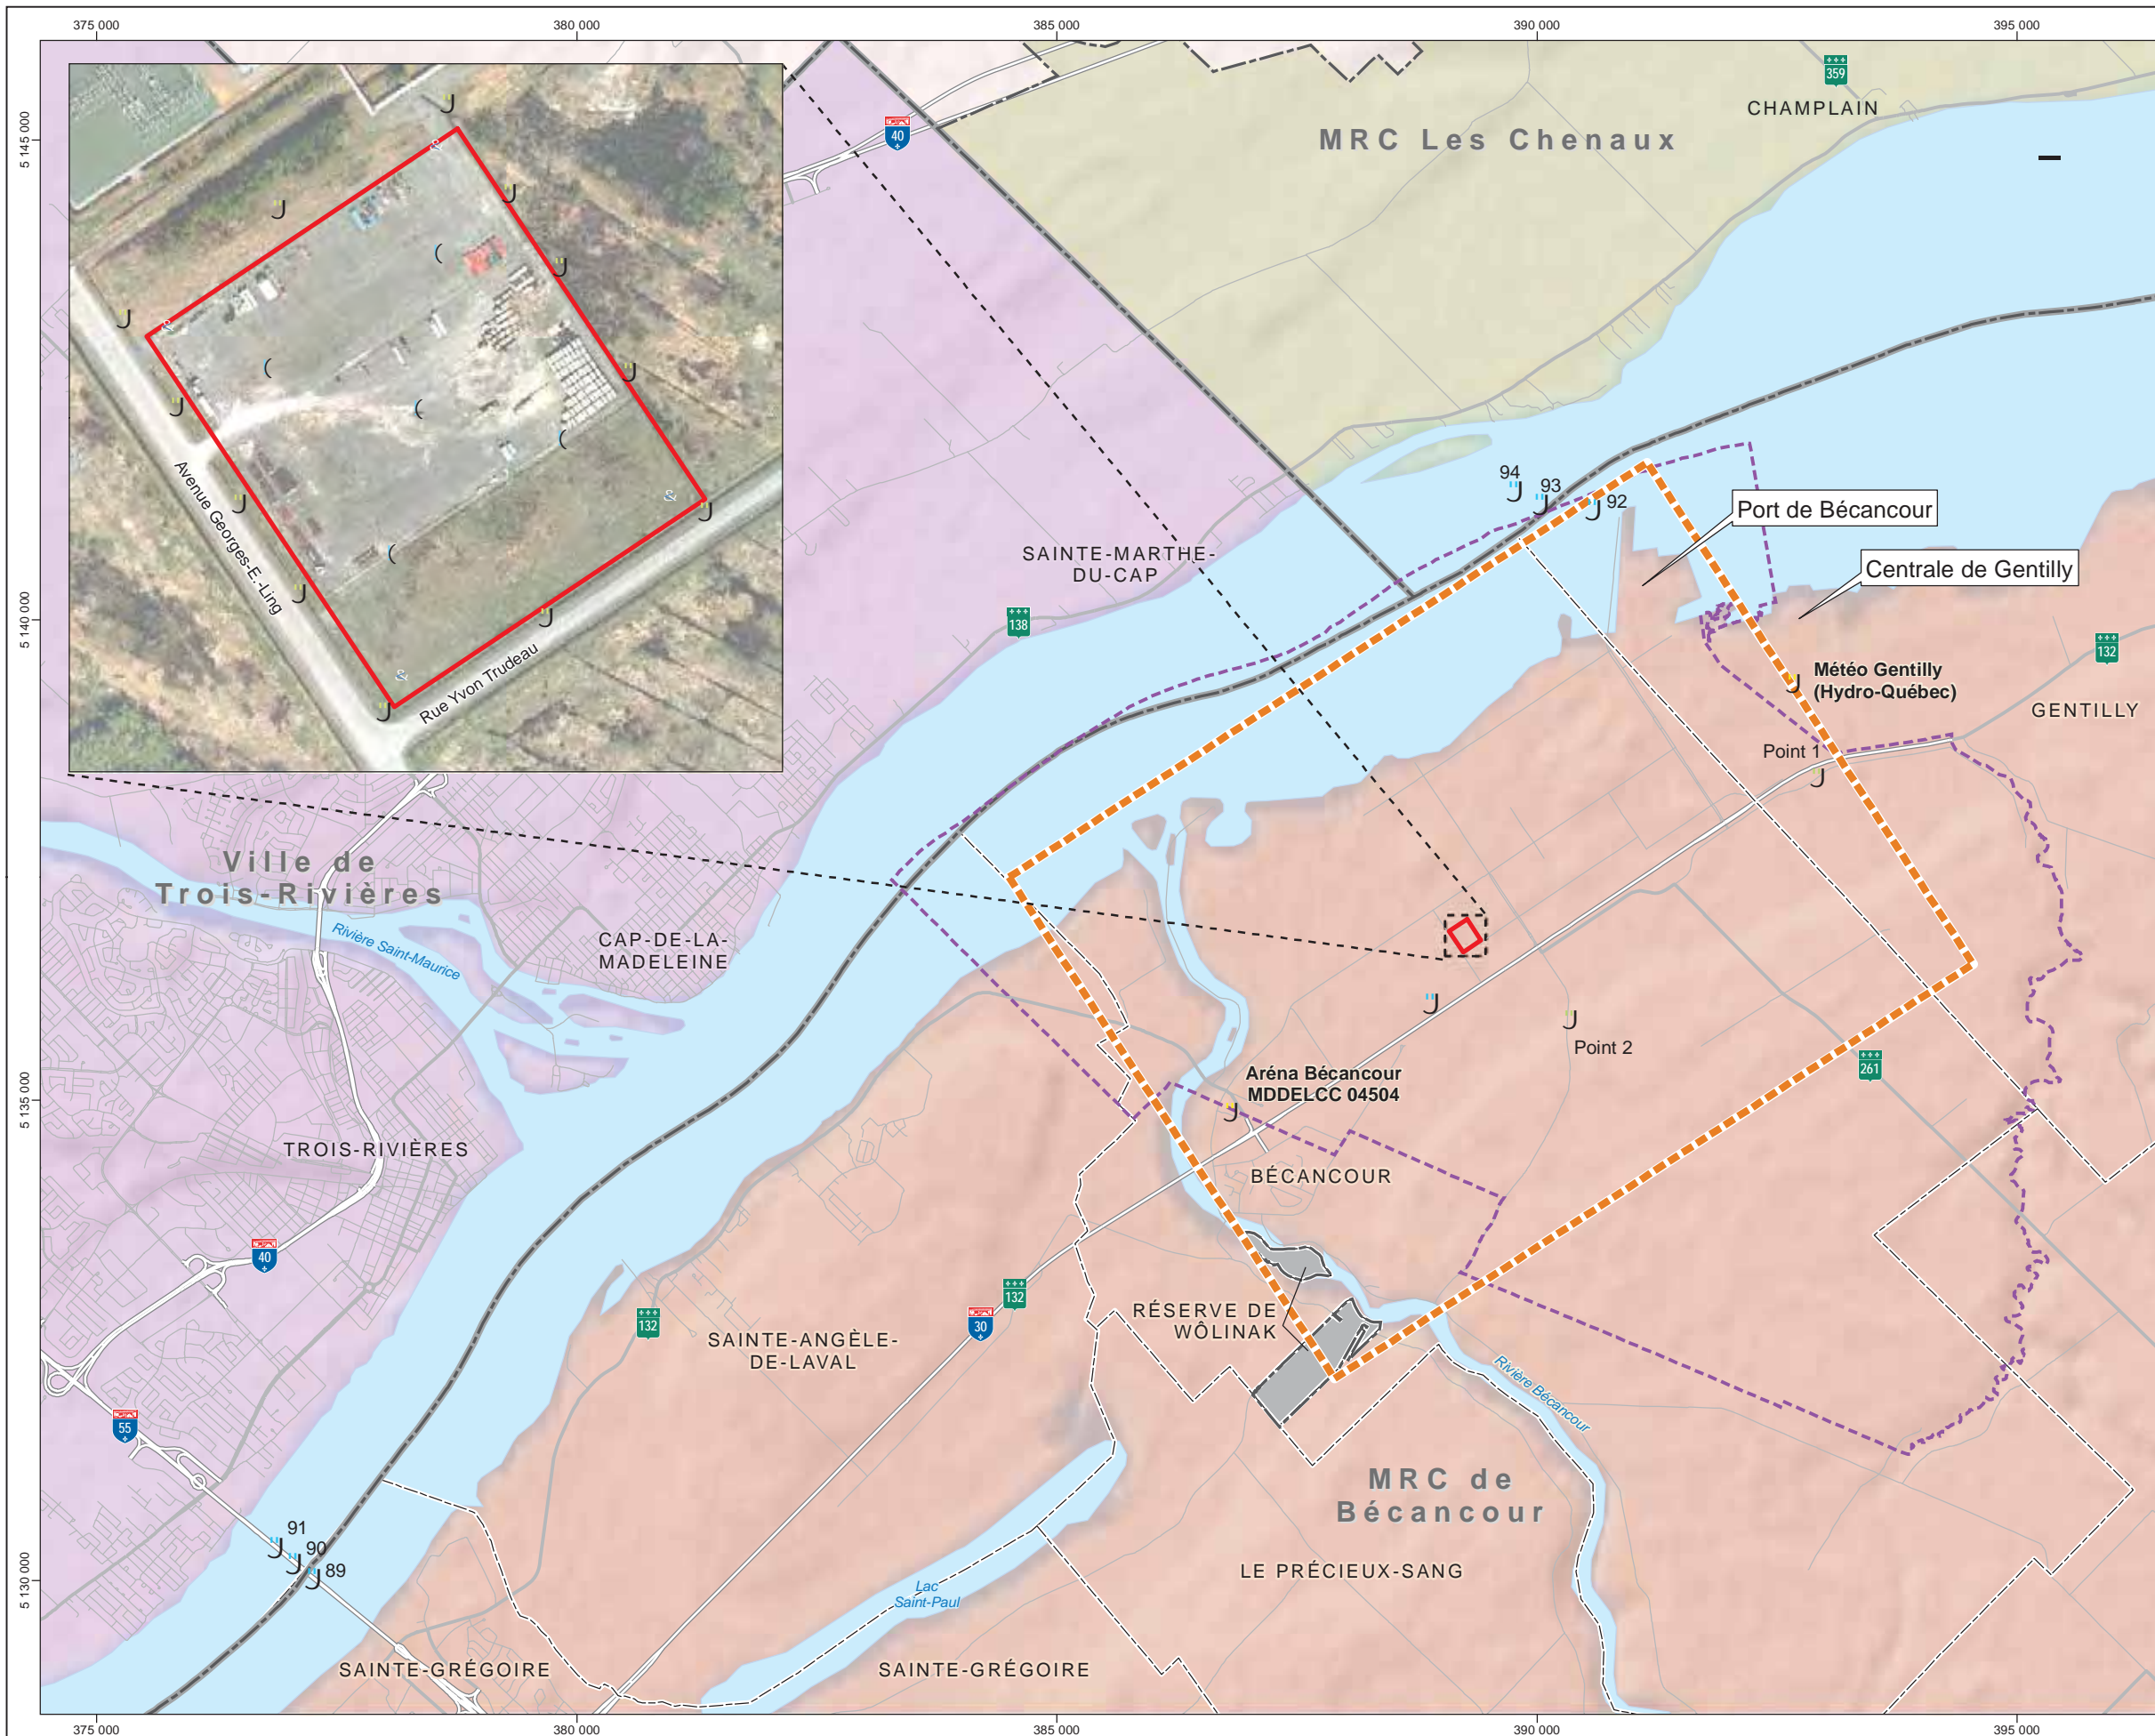 375 000
380 000
385 000
390 000
395 000
5 145 000
5 140 000
5 135 000
5 130 000
359
CHAMPLAIN
MRC Les Chenaux
40
Avenue Georges-E.-Ling
Rue Yvon Trudeau
94
93
92
Port de Bécancour
SAINTE-MARTHE-
DU-CAP
Centrale de Gentilly
138
132
Météo Gentilly
(Hydro-Québec)
GENTILLY
Point 1
Ville de
Trois-Rivières
Rivière Saint-Maurice
CAP-DE-LA-
MADELEINE
Point 2
261
Aréna Bécancour
MDDELCC 04504
TROIS-RIVIÈRES
BÉCANCOUR
40
132
132
30
RÉSERVE DE
WÔLINAK
SAINTE-ANGÈLE-
DE-LAVAL
Rivière Bécancour
55
MRC de
Bécancour
91
90
89
LE PRÉCIEUX-SANG
Lac
Saint-Paul
SAINTE-GRÉGOIRE
SAINTE-GRÉGOIRE
375 000
380 000
385 000
390 000
395 000